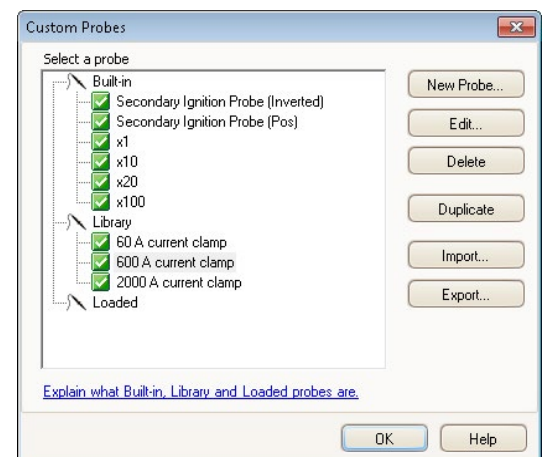 Custom Probes
Select a probe
Built-in
Secondary Ignition Probe (Inverted)
Secondary Ignition Probe (Pos)
x1
x10
x20
x100
Library
60 A current clamp
600 A current clamp
2000 A current clamp
Loaded
New Probe...
Edit...
Delete
Duplicate
Import...
Export...
Explain what Built-in, Library and Loaded probes are.
OK
Help